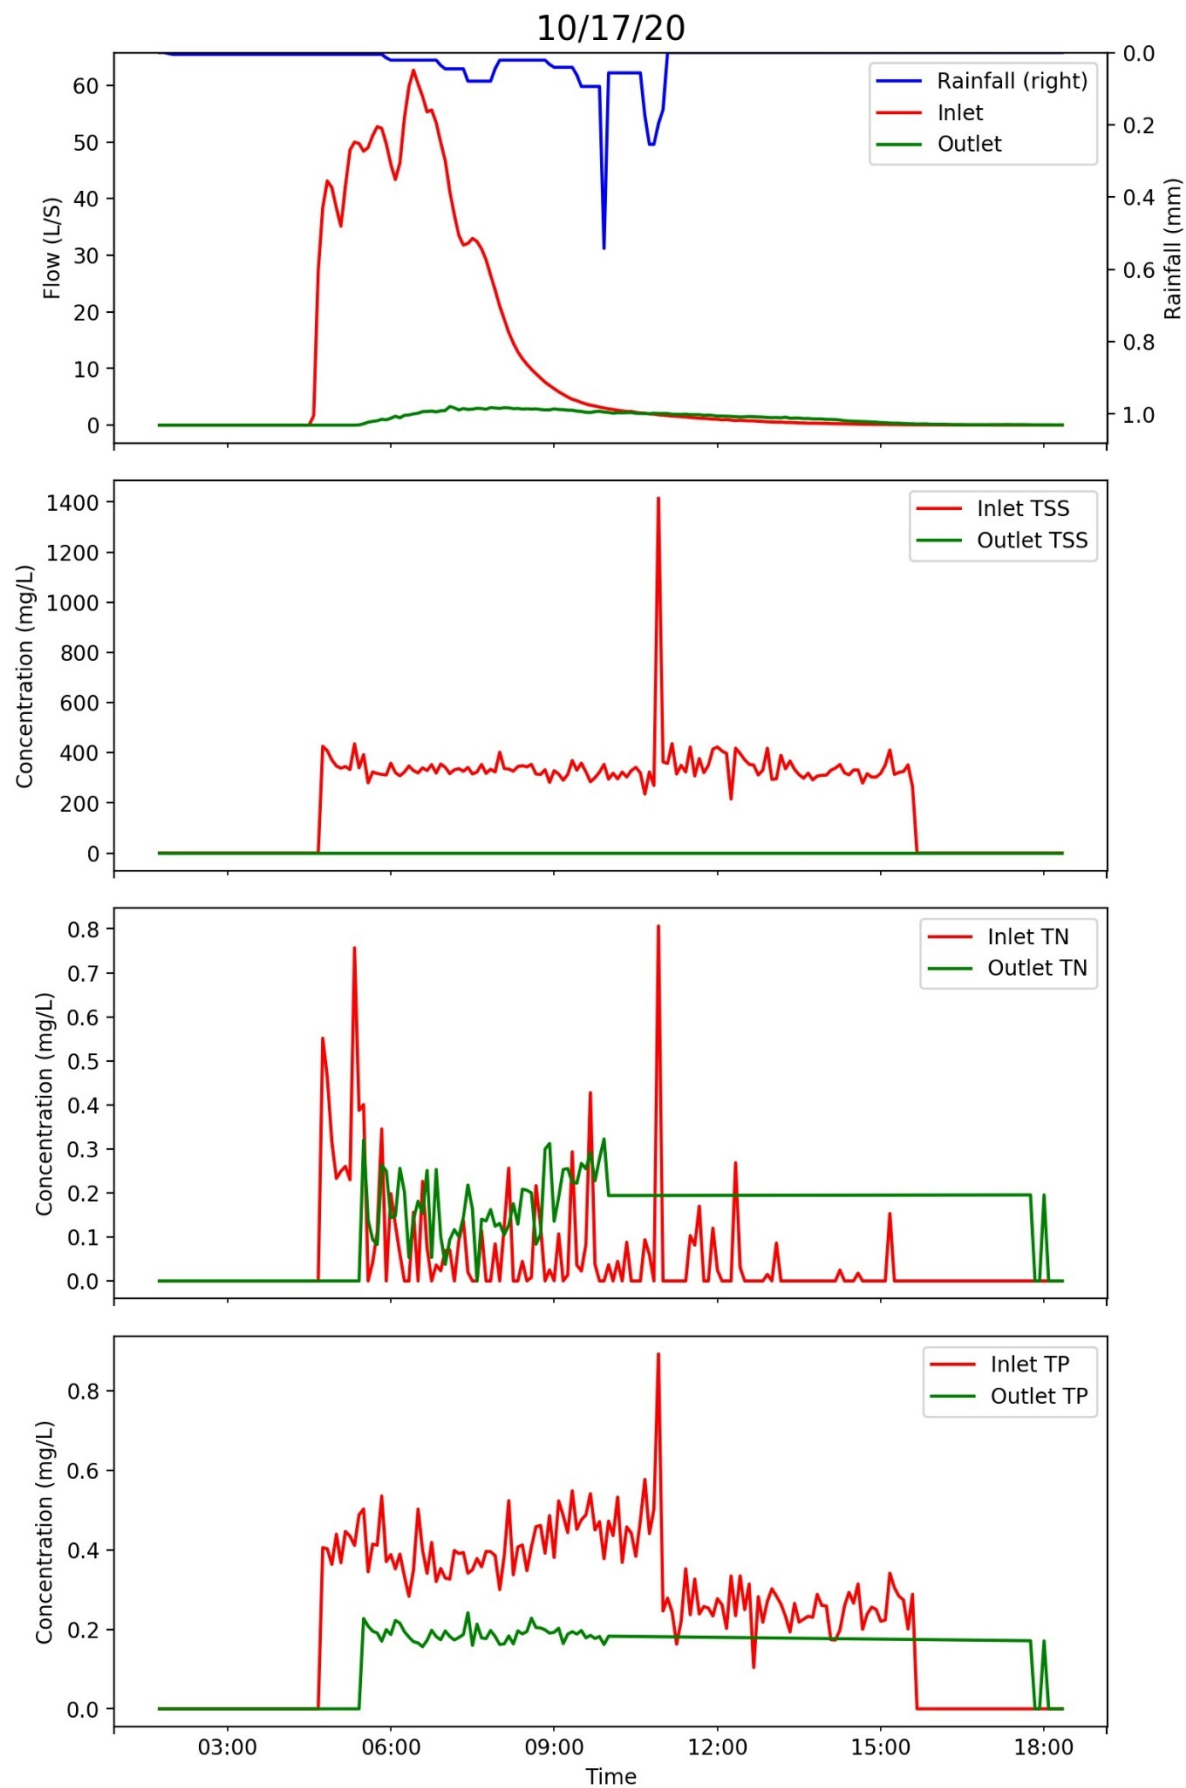 10/17/20
Flow (L/S)
60
50
40
30
20
10
0
Rainfall (right)
Inlet
Outlet
0.0
0.2
0.4
0.6
0.8
1.0
Rainfall (mm)
Concentration (mg/L)
1400
1200
1000
800
600
400
200
0
Inlet TSS
Outlet TSS
Concentration (mg/L)
0.8
0.7
0.6
0.5
0.4
0.3
0.2
0.1
0.0
Inlet TN
Outlet TN
Concentration (mg/L)
0.8
0.6
0.4
0.2
0.0
Inlet TP
Outlet TP
03:00 06:00 09:00 12:00 15:00 18:00
Time